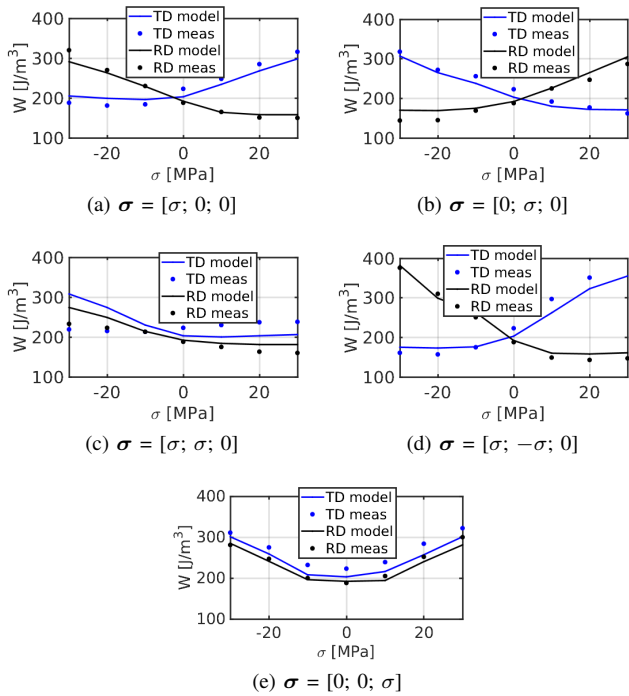 400
300
200
100
W [J/m³]
TD model
TD meas
RD model
RD meas
-20 0 20
σ [MPa]
(a) σ = [σ; 0; 0]
400
300
200
100
W [J/m³]
TD model
TD meas
RD model
RD meas
-20 0 20
σ [MPa]
(b) σ = [0; σ; 0]
400
300
200
100
W [J/m³]
TD model
TD meas
RD model
RD meas
-20 0 20
σ [MPa]
(c) σ = [σ; σ; 0]
400
300
200
100
W [J/m³]
TD model
TD meas
RD model
RD meas
-20 0 20
σ [MPa]
(d) σ = [σ; −σ; 0]
400
300
200
100
W [J/m³]
TD model
TD meas
RD model
RD meas
-20 0 20
σ [MPa]
(e) σ = [0; 0; σ]